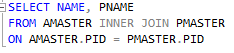 SELECT NAME, PNAME
FROM AMASTER INNER JOIN PMASTER
ON AMASTER.PID = PMASTER.PID